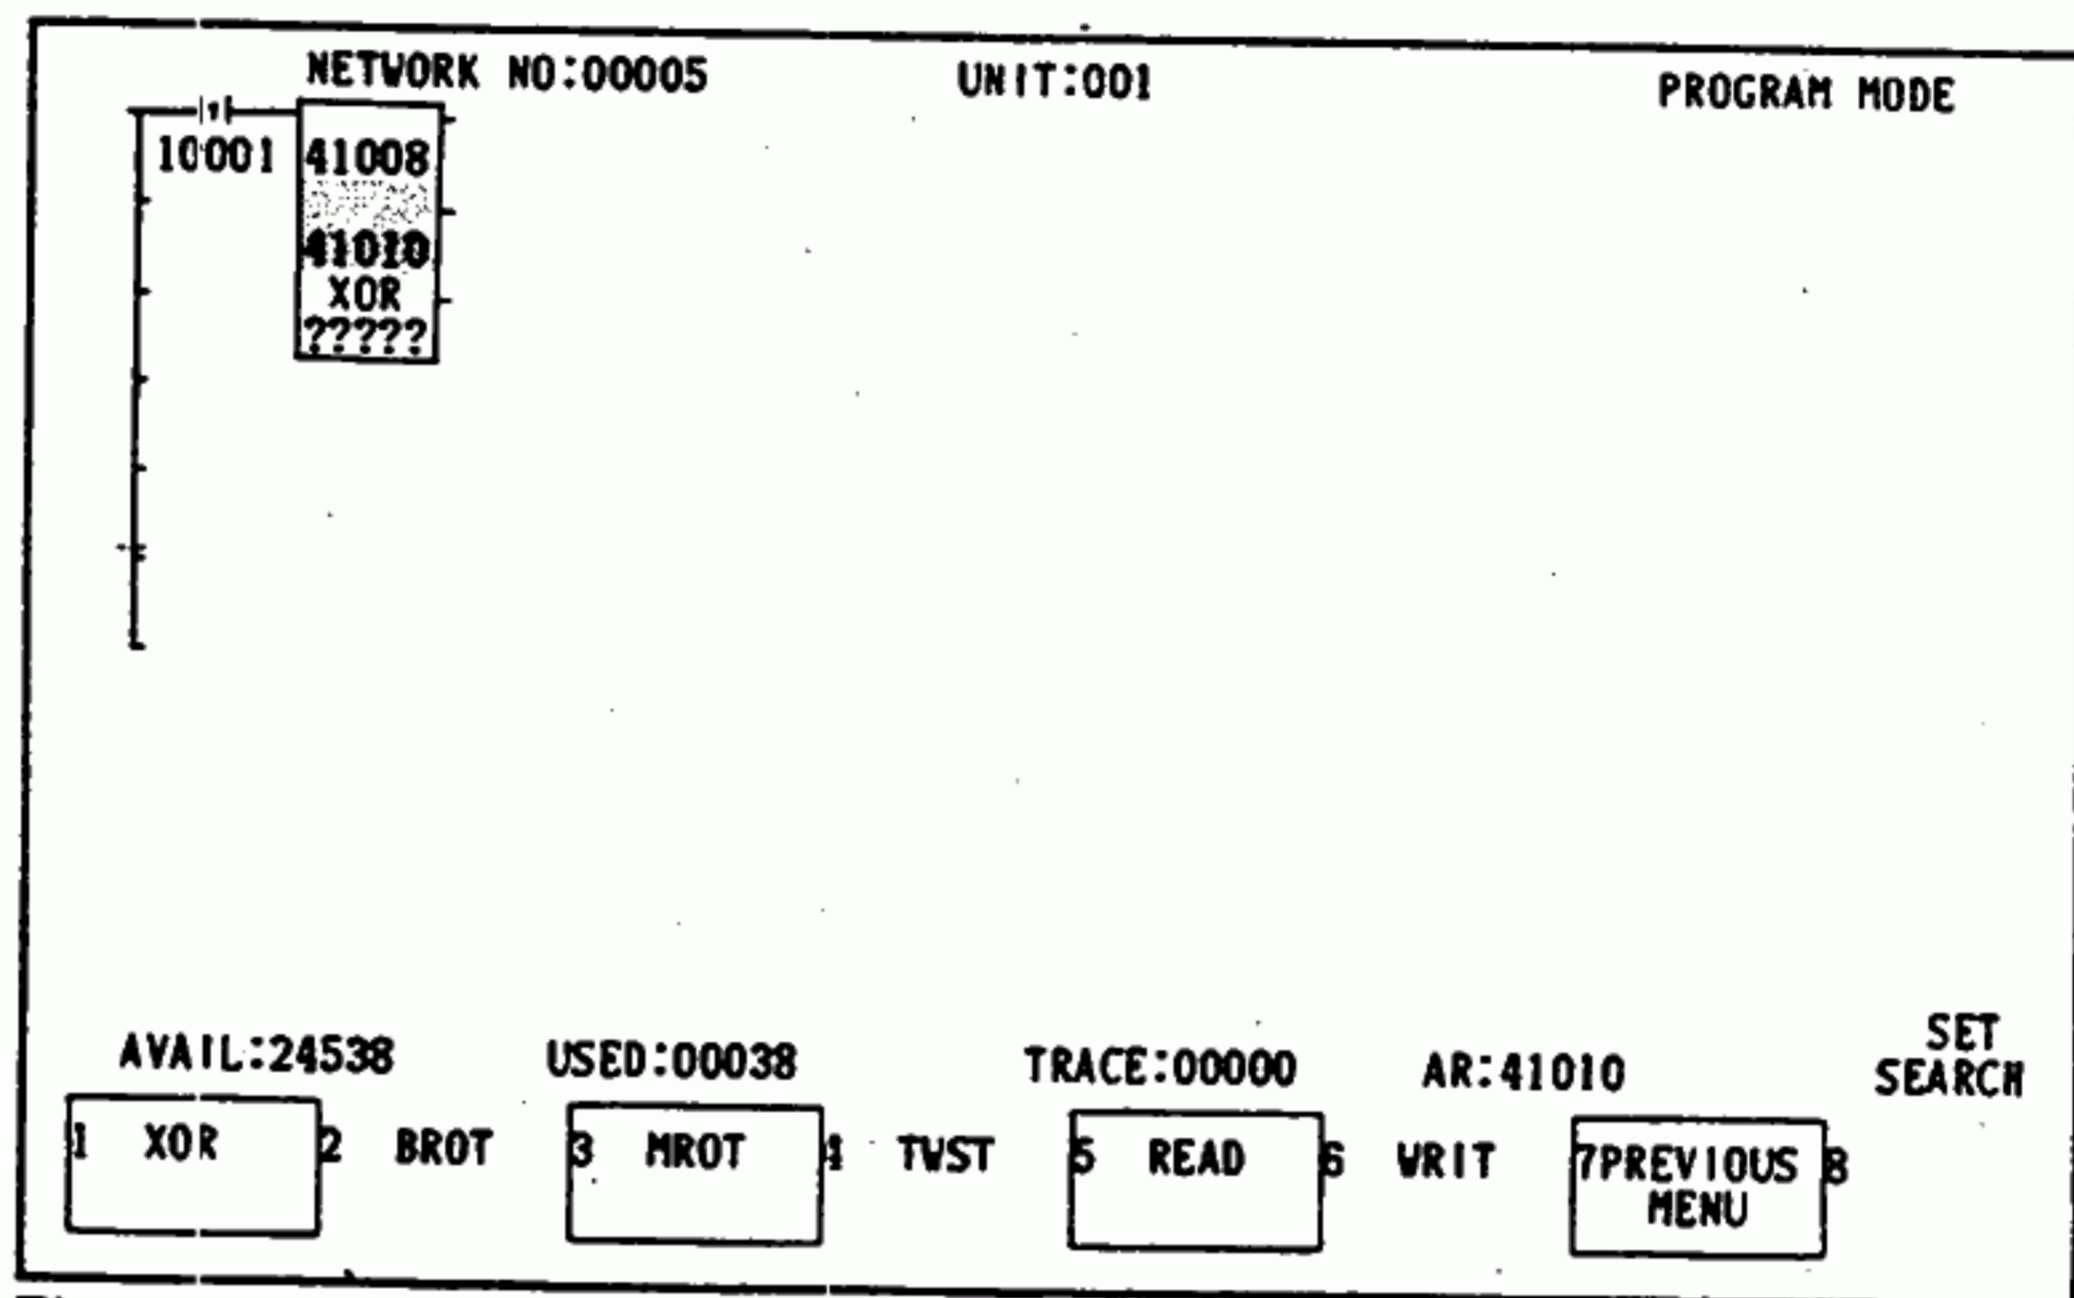 NETWORK NO:00005 UNIT:001 PROGRAM MODE
10001 41008
41010
XOR
?????
SET
AVAIL:24538 USED:00038 TRACE:00000 AR:41010 SEARCH
1 XOR 2 BROT 3 MROT 4 TWST 5 READ 6 WRIT 7PREVIOUS 8
MENU